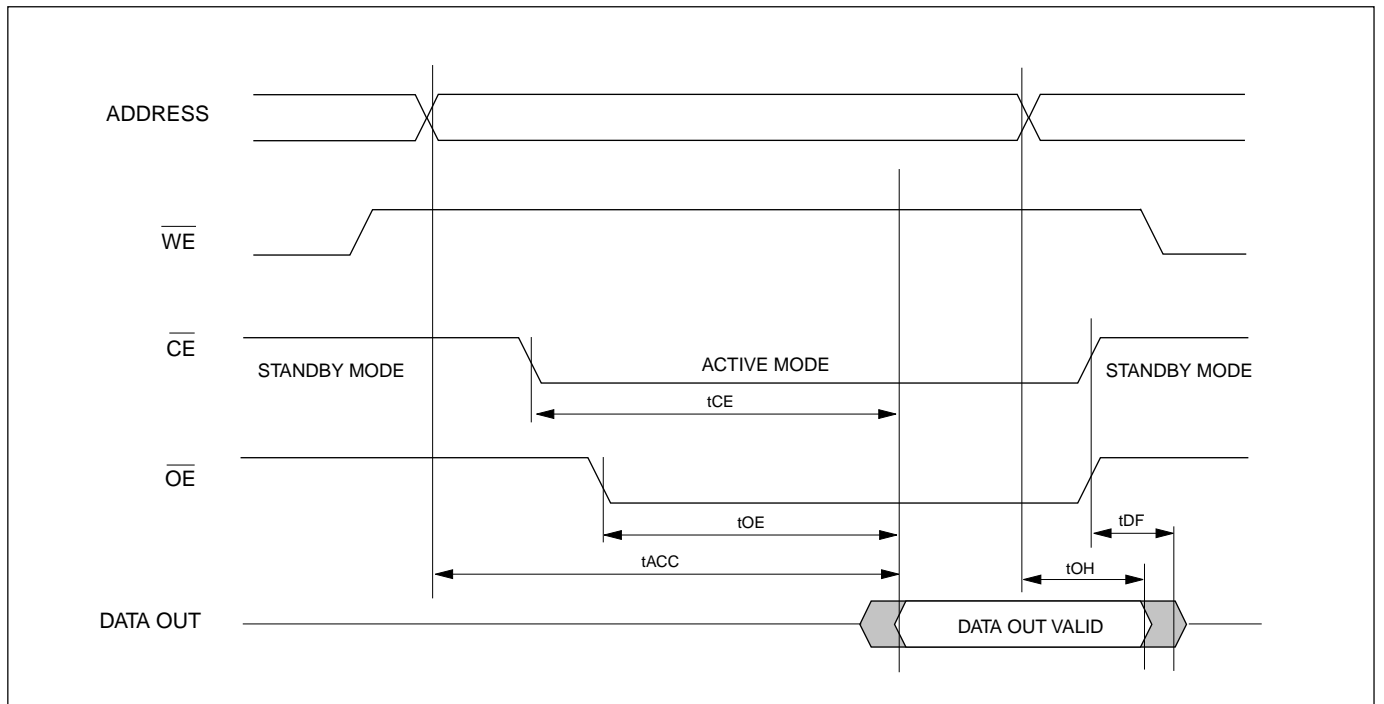 ADDRESS
WE
CE
STANDBY MODE
ACTIVE MODE
STANDBY MODE
tCE
OE
tOE
tDF
tACC
tOH
DATA OUT
DATA OUT VALID